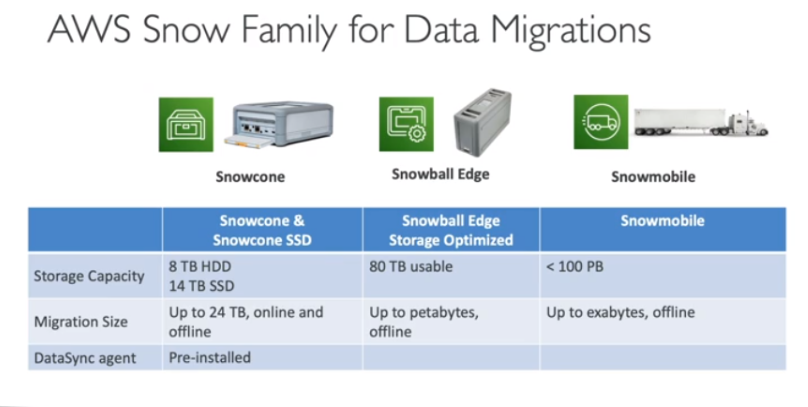 AWS Snow Family for Data Migrations
Snowcone
Snowball Edge
Snowmobile
Snowcone &
Snowcone SSD
Snowball Edge
Storage Optimized
Snowmobile
Storage Capacity
8 TB HDD
14 TB SSD
80 TB usable
< 100 PB
Migration Size
Up to 24 TB, online and
offline
Up to petabytes,
offline
Up to exabytes, offline
DataSync agent
Pre-installed